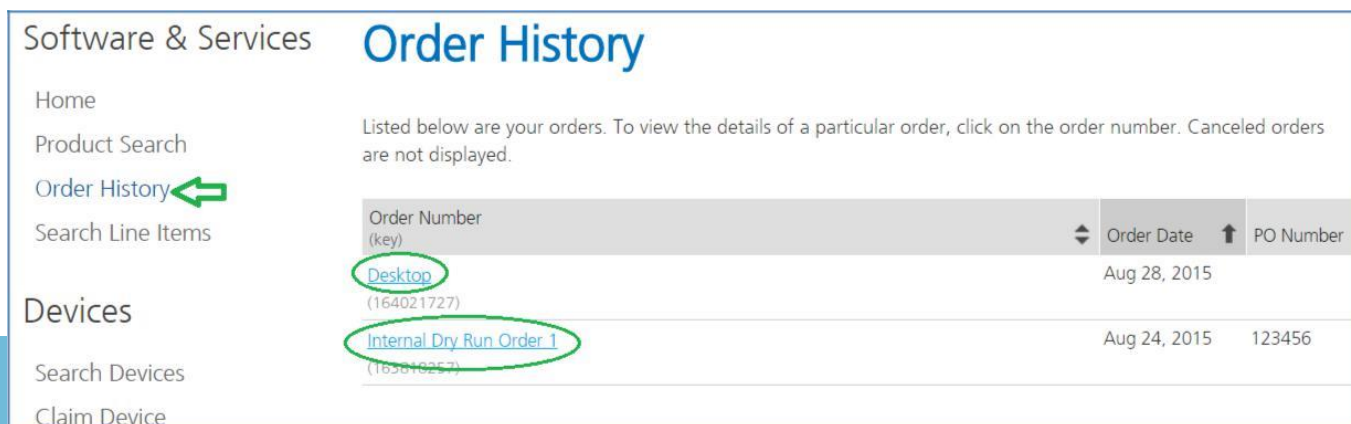 Software & Services
Home
Product Search
Order History
Search Line Items
Devices
Search Devices
Claim Device
Order History
Listed below are your orders. To view the details of a particular order, click on the order number. Canceled orders
are not displayed.
Order Number
(key)
Order Date
PO Number
Desktop
(164021727)
Aug 28, 2015
Internal Dry Run Order 1
(163818257)
Aug 24, 2015
123456